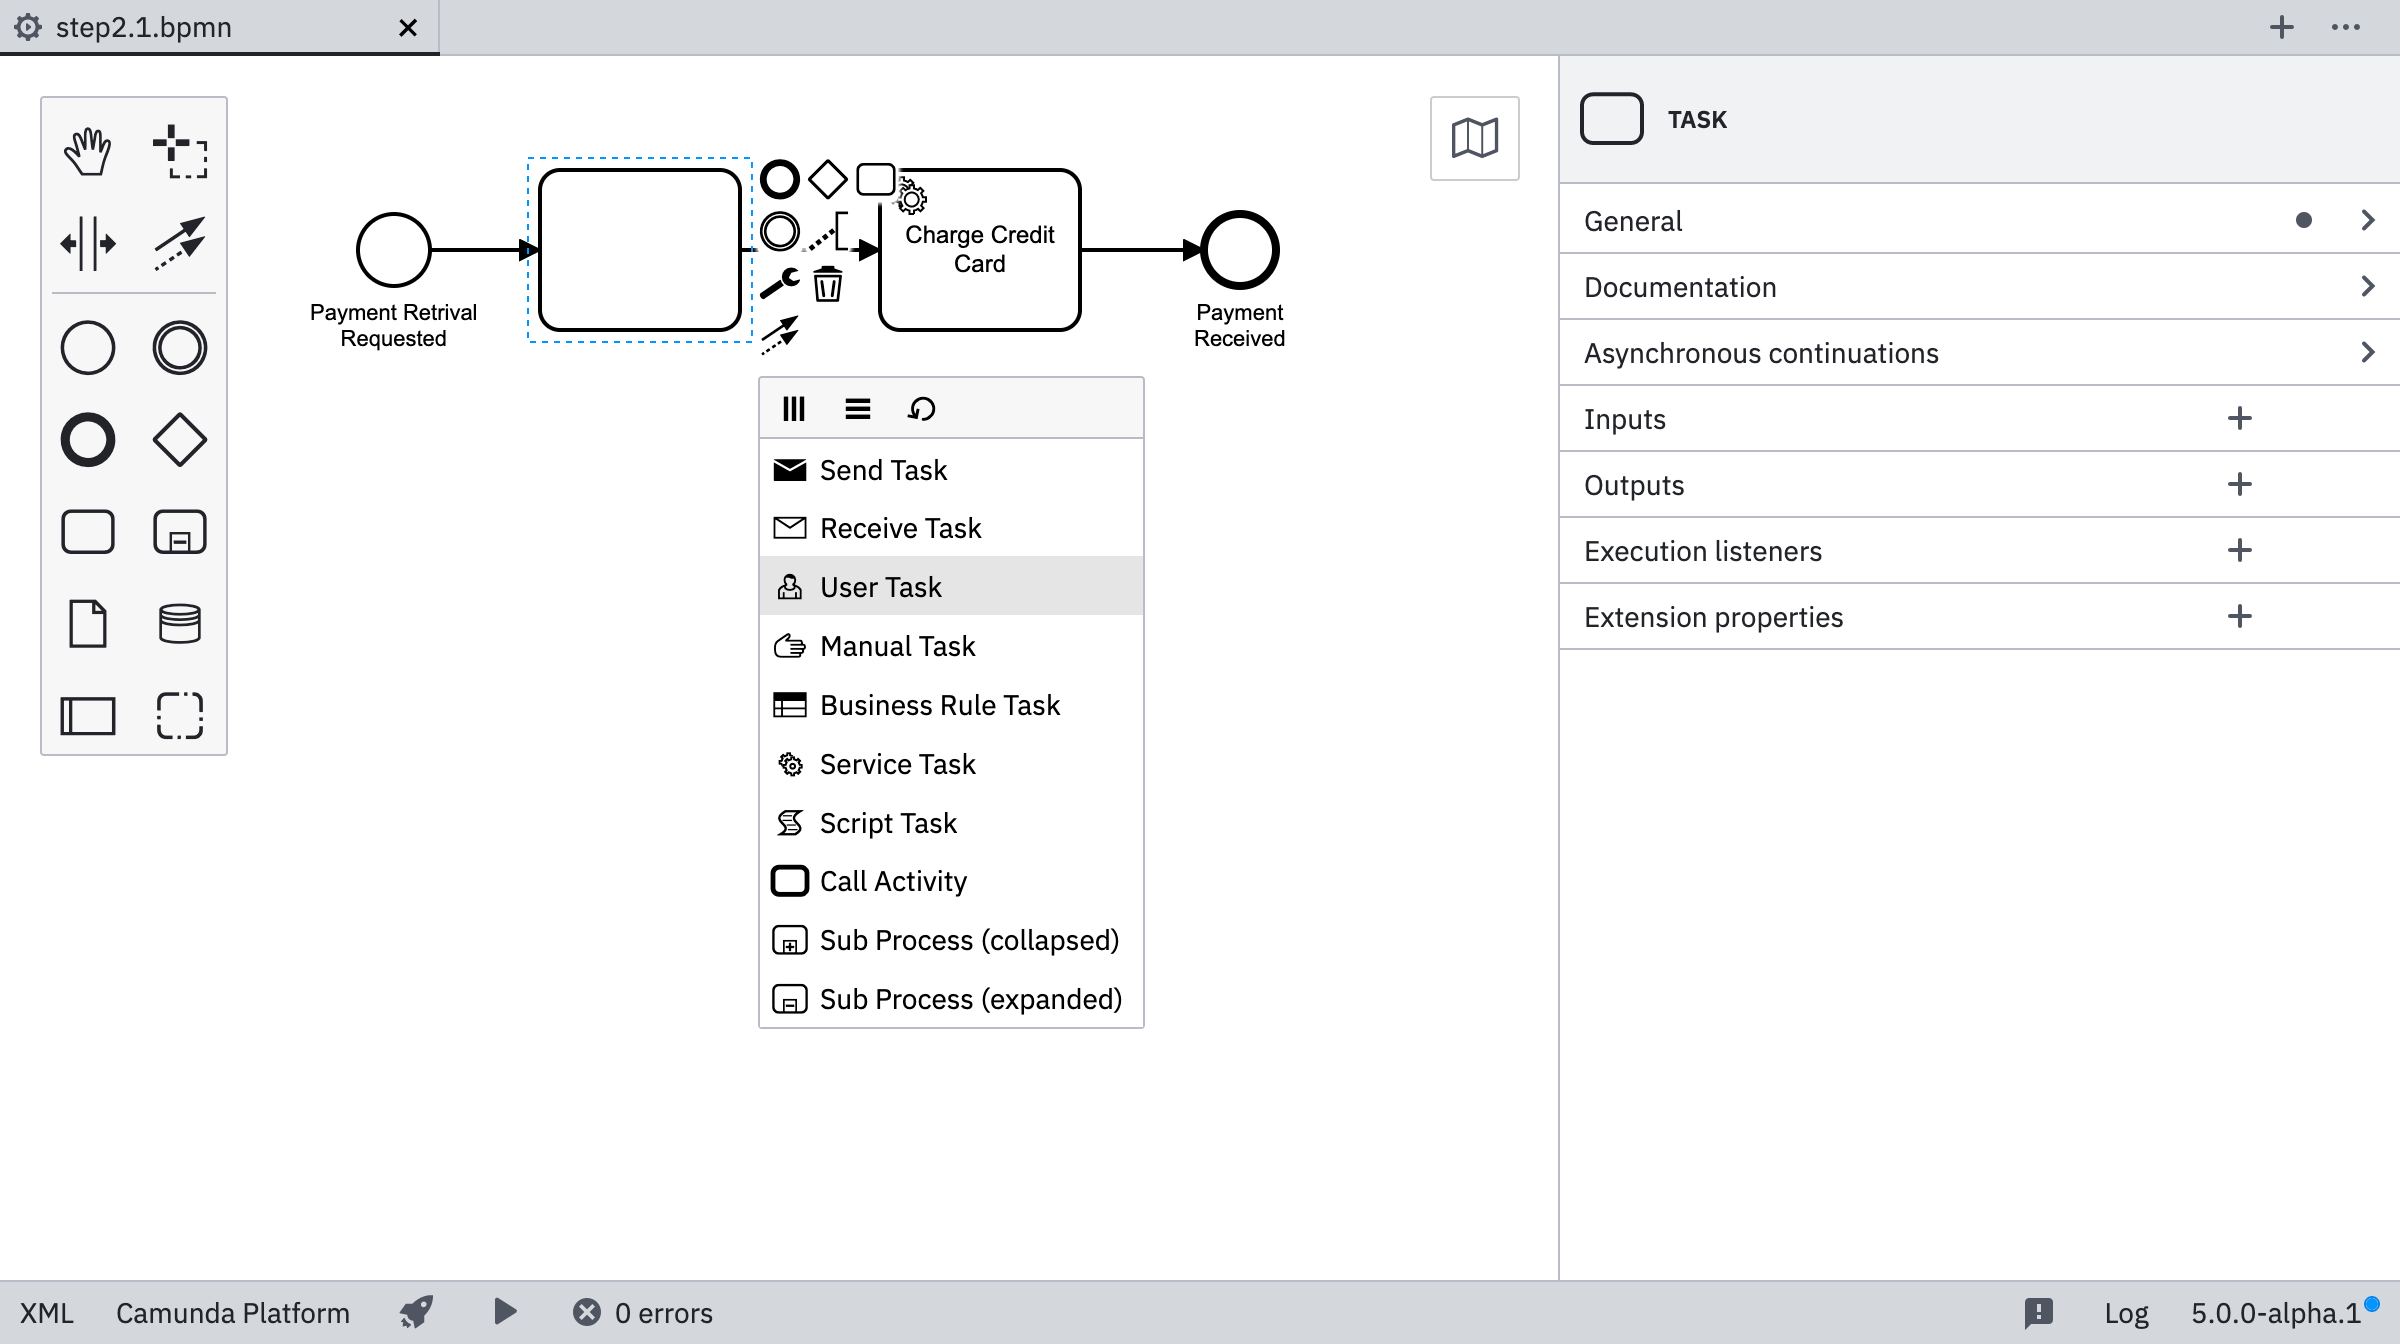 step2.1.bpmn
Payment Retrival
Requested
Charge Credit
Card
Payment
Received
Send Task
Receive Task
User Task
Manual Task
Business Rule Task
Service Task
Script Task
Call Activity
Sub Process (collapsed)
Sub Process (expanded)
TASK
General
Documentation
Asynchronous continuations
Inputs
Outputs
Execution listeners
Extension properties
XML Camunda Platform 0 errors Log 5.0.0-alpha.1